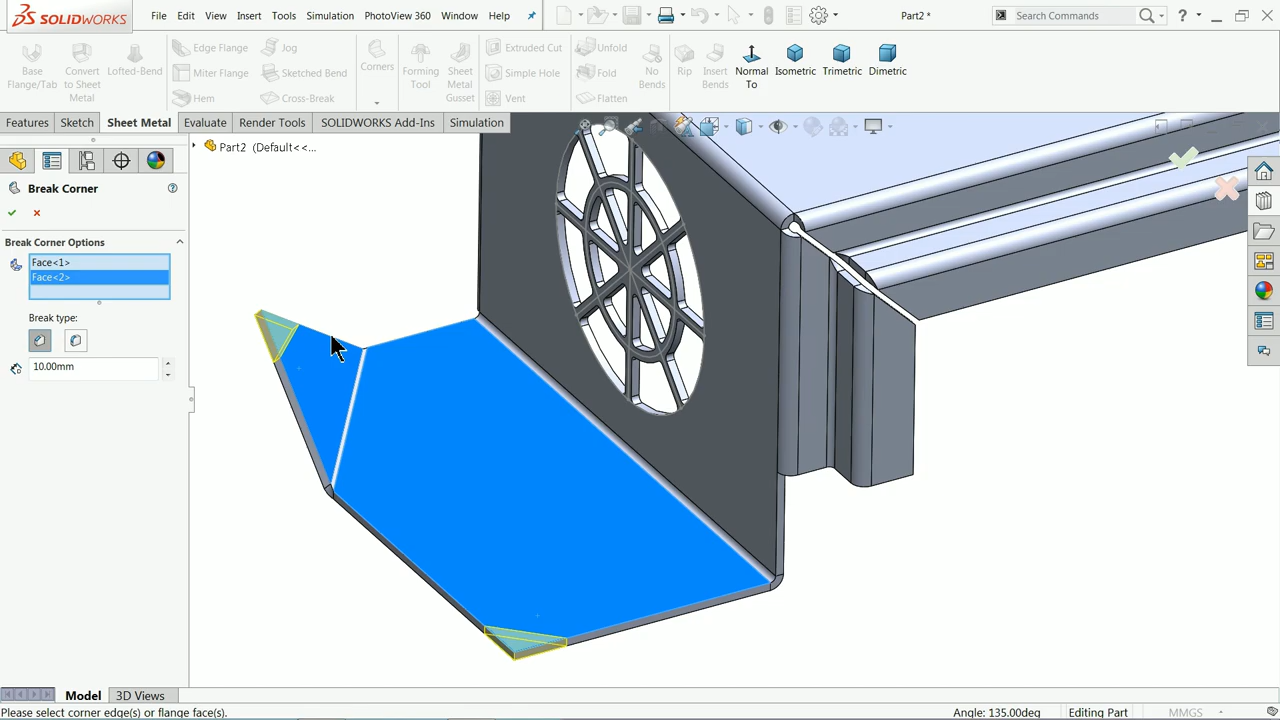 SOLIDWORKS File Edit View Insert Tools Simulation PhotoView 360 Window Help Part2 * Search Commands ?
Base Flange/Tab Convert to Sheet Metal Lofted-Bend Edge Flange Miter Flange Hem Jog Sketched Bend Cross-Break Corners Forming Tool Sheet Metal Gusset Extruded Cut Simple Hole Vent Unfold Fold Flatten No Bends Rip Insert Bends Normal To Isometric Trimetric Dimetric
Features Sketch Sheet Metal Evaluate Render Tools SOLIDWORKS Add-Ins Simulation
Part2 (Default<<...
Break Corner
Break Corner Options
Face<1>
Face<2>
Break type:
10.00mm
Model 3D Views
Please select corner edge(s) or flange face(s). Angle: 135.00deg Editing Part MMGS